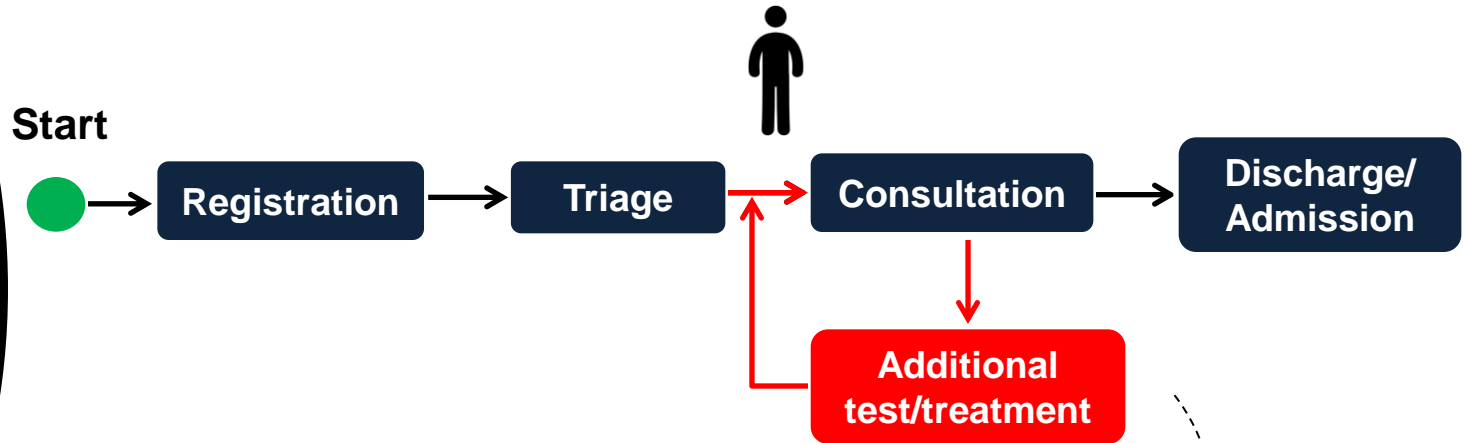 Start
Registration
Triage
Consultation
Discharge/
Admission
Additional
test/treatment